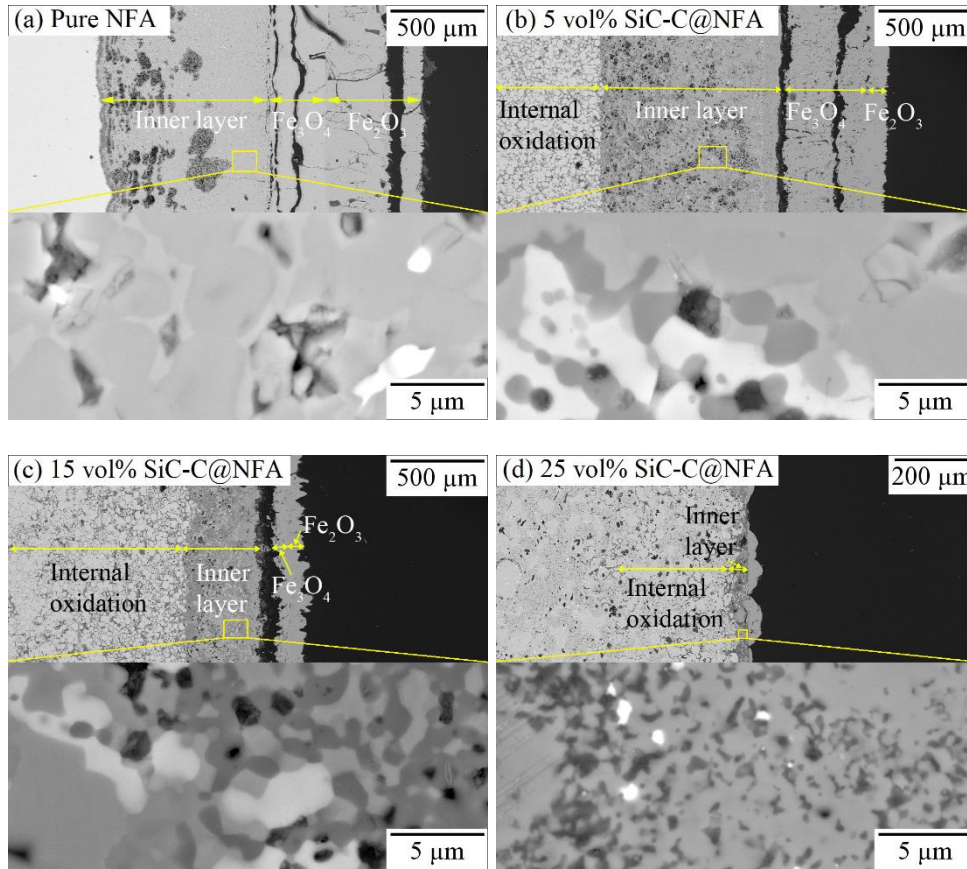 (a) Pure NFA
500 μm
Inner layer
Fe₃O₄
Fe₂O₃
5 μm
(b) 5 vol% SiC-C@NFA
500 μm
Internal
oxidation
Inner layer
Fe₃O₄
Fe₂O₃
5 μm
(c) 15 vol% SiC-C@NFA
500 μm
Internal
oxidation
Inner
layer
Fe₂O₃
Fe₃O₄
5 μm
(d) 25 vol% SiC-C@NFA
200 μm
Inner
layer
Internal
oxidation
5 μm